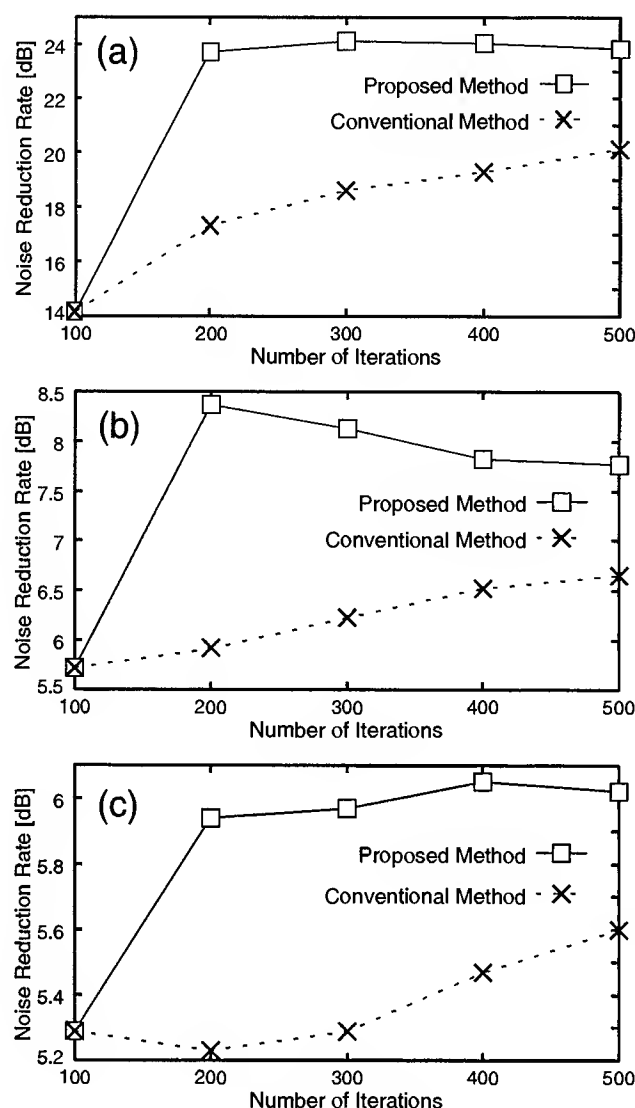 (a)
Noise Reduction Rate [dB]
24
22
20
18
16
14
Proposed Method
Conventional Method
100 200 300 400 500
Number of Iterations
(b)
Noise Reduction Rate [dB]
8.5
8
7.5
7
6.5
6
5.5
Proposed Method
Conventional Method
100 200 300 400 500
Number of Iterations
(c)
Noise Reduction Rate [dB]
6
5.8
5.6
5.4
5.2
Proposed Method
Conventional Method
100 200 300 400 500
Number of Iterations